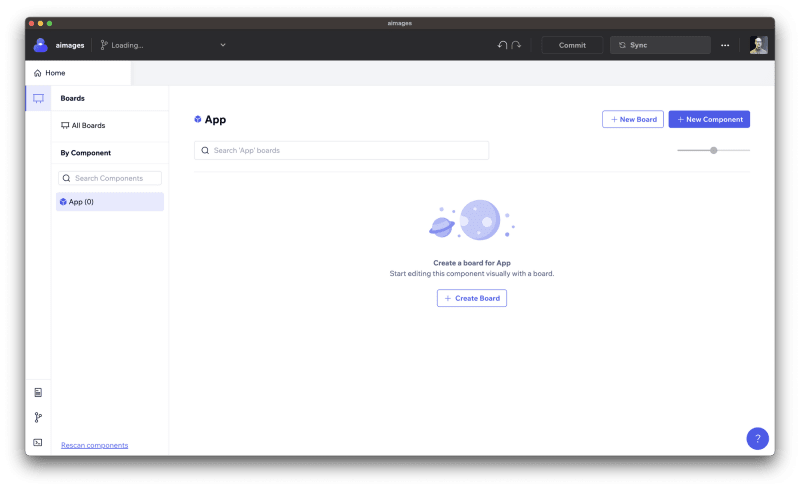 aimages
aimages
Loading...
Commit
Sync
Home
Boards
All Boards
By Component
Search Components
App (0)
Rescan components
App
+ New Board
+ New Component
Search 'App' boards
Create a board for App
Start editing this component visually with a board.
+ Create Board
?